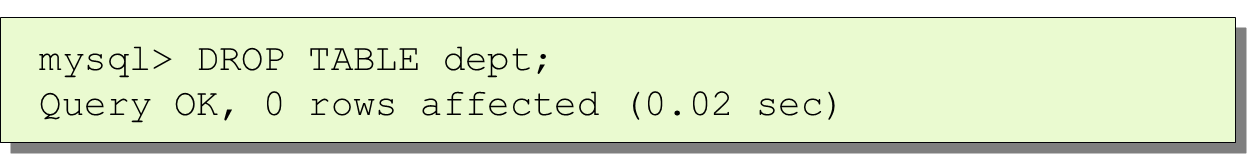 mysql> DROP TABLE dept;
Query OK, 0 rows affected (0.02 sec)